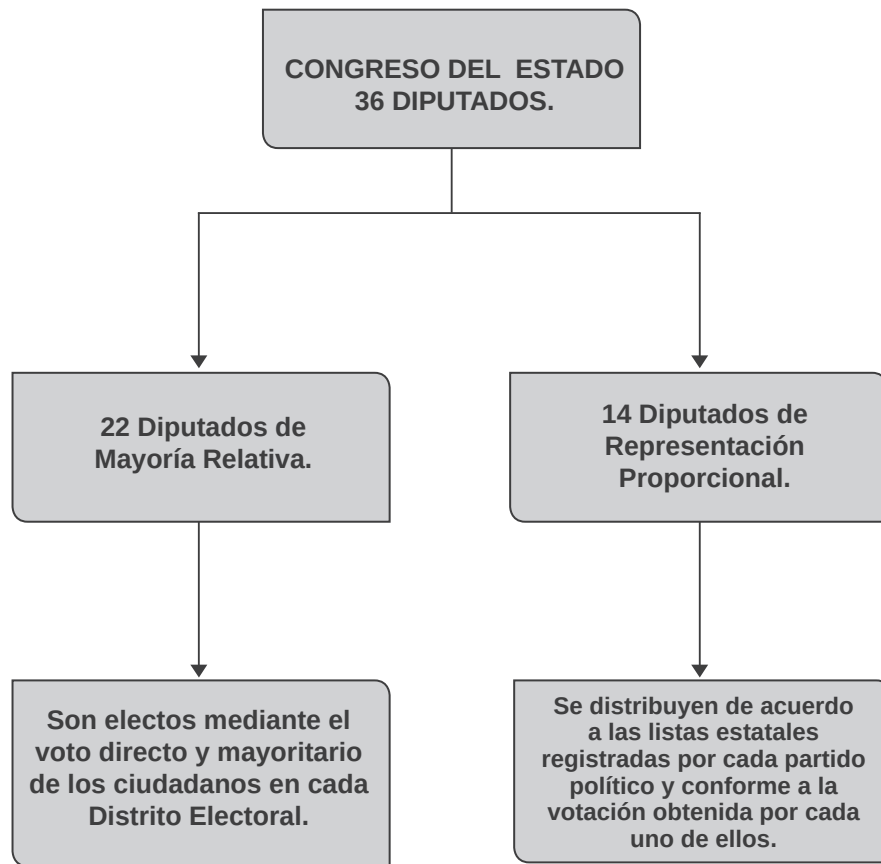 CONGRESO DEL ESTADO
36 DIPUTADOS.
22 Diputados de
Mayoría Relativa.
14 Diputados de
Representación
Proporcional.
Son electos mediante el
voto directo y mayoritario
de los ciudadanos en cada
Distrito Electoral.
Se distribuyen de acuerdo
a las listas estatales
registradas por cada partido
político y conforme a la
votación obtenida por cada
uno de ellos.